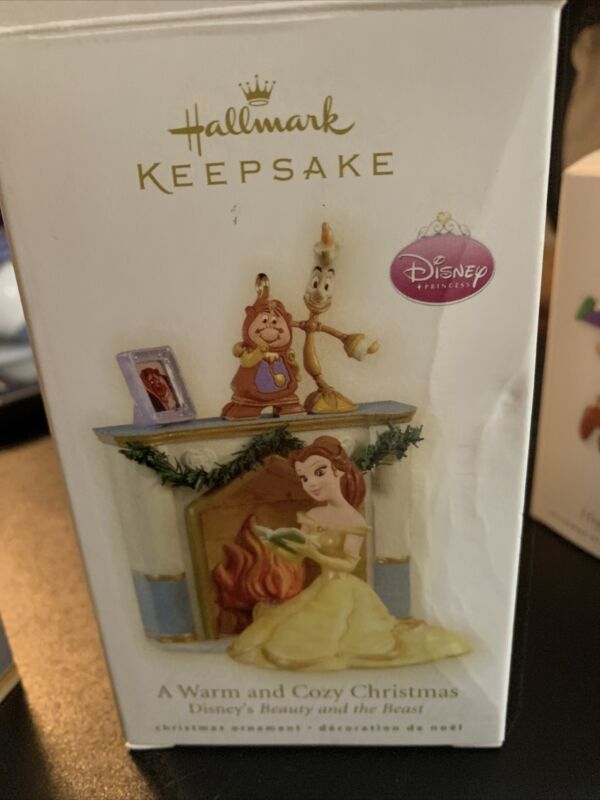 Hallmark
KEEPSAKE
Disney
PRINCESS
A Warm and Cozy Christmas
Disney's Beauty and the Beast
christmas ornament · décoration de noël